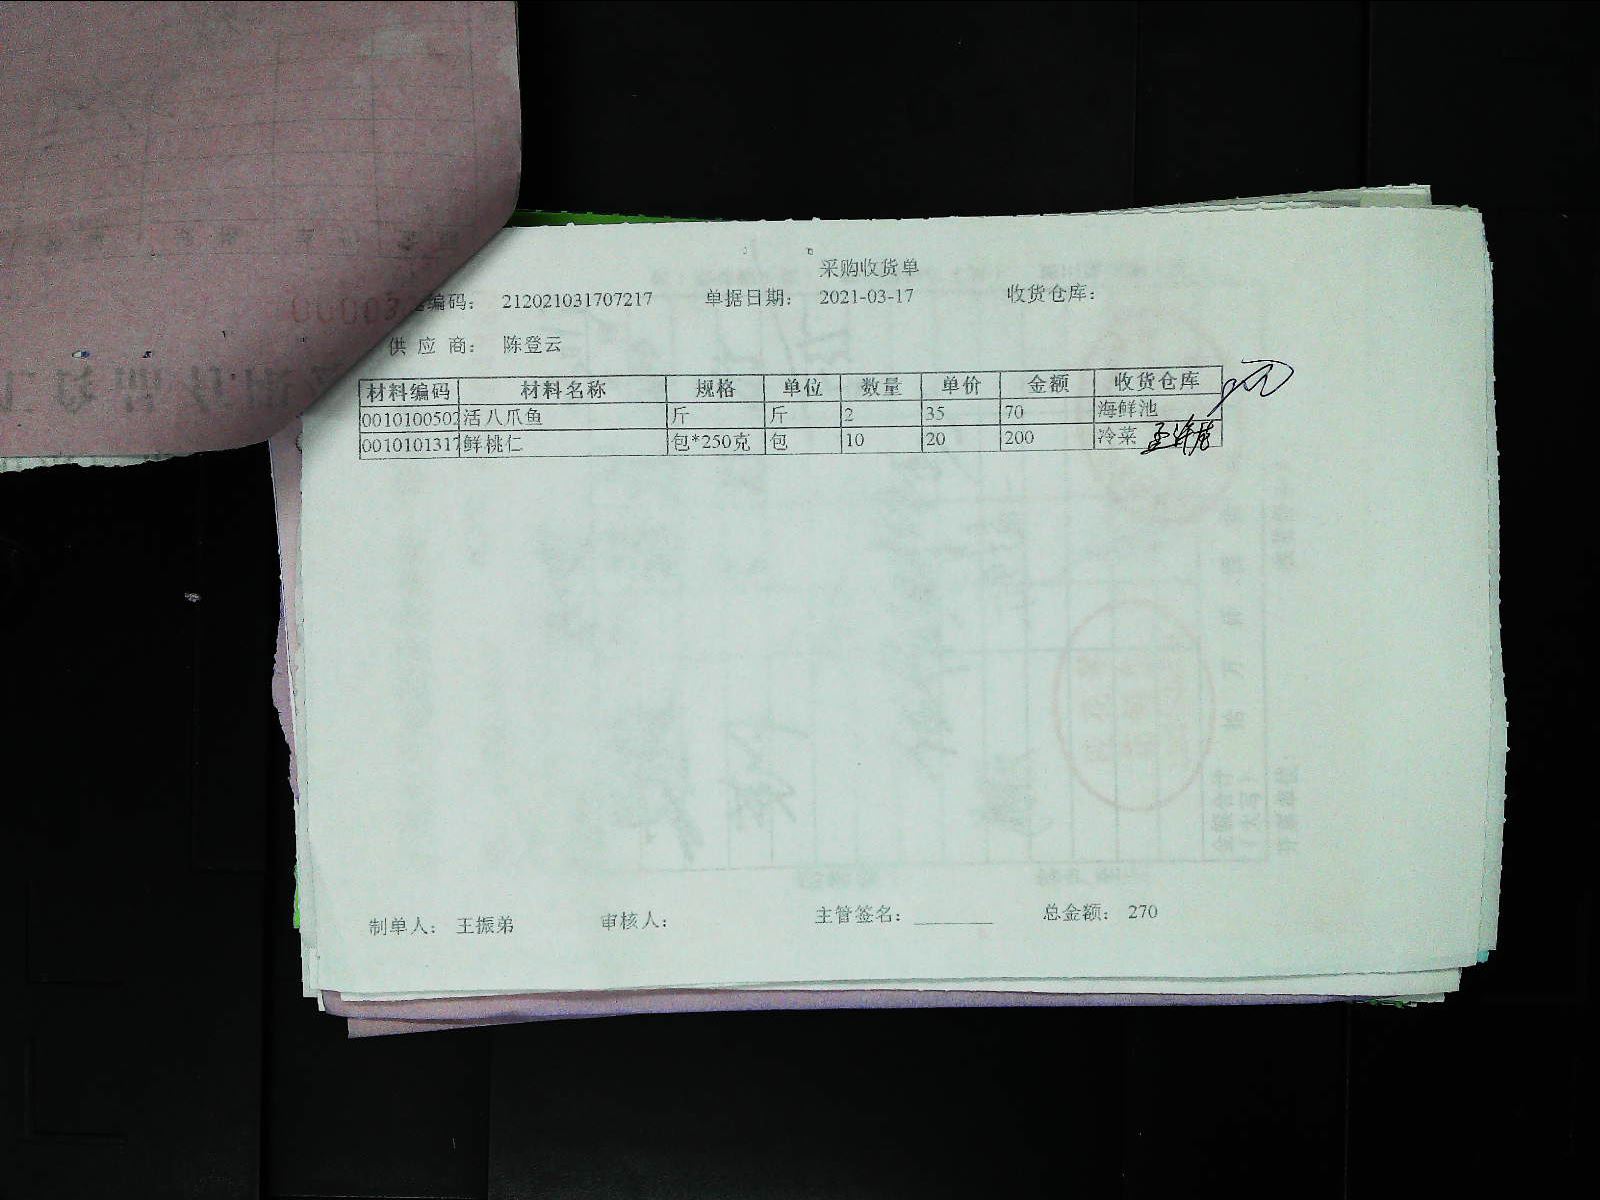 采购收货单
编码： 212021031707217 单据日期： 2021-03-17 收货仓库：
供 应 商： 陈登云
材料编码 材料名称 规格 单位 数量 单价 金额 收货仓库
0010100502 活八爪鱼 斤 斤 2 35 70 海鲜池
0010101317 鲜桃仁 包*250克 包 10 20 200 冷菜
制单人： 王振弟 审核人： 主管签名： 总金额： 270